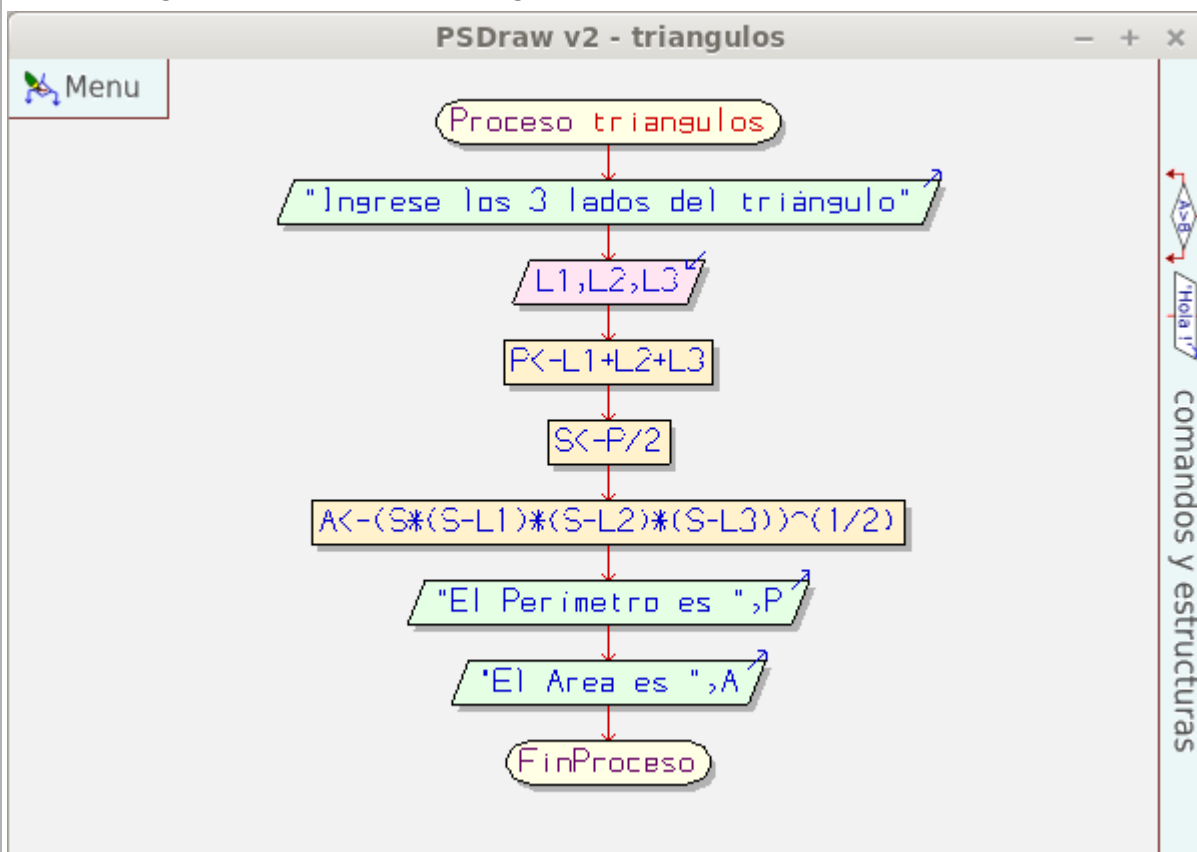 PSDraw v2 - triangulos
Menu
Proceso triangulos
"Ingrese los 3 lados del triángulo"
L1,L2,L3
P<-L1+L2+L3
S<-P/2
A<-(S*(S-L1)*(S-L2)*(S-L3))^(1/2)
"El Perímetro es ",P
"El Area es ",A
FinProceso
A>B
"Hola !"
comandos y estructuras